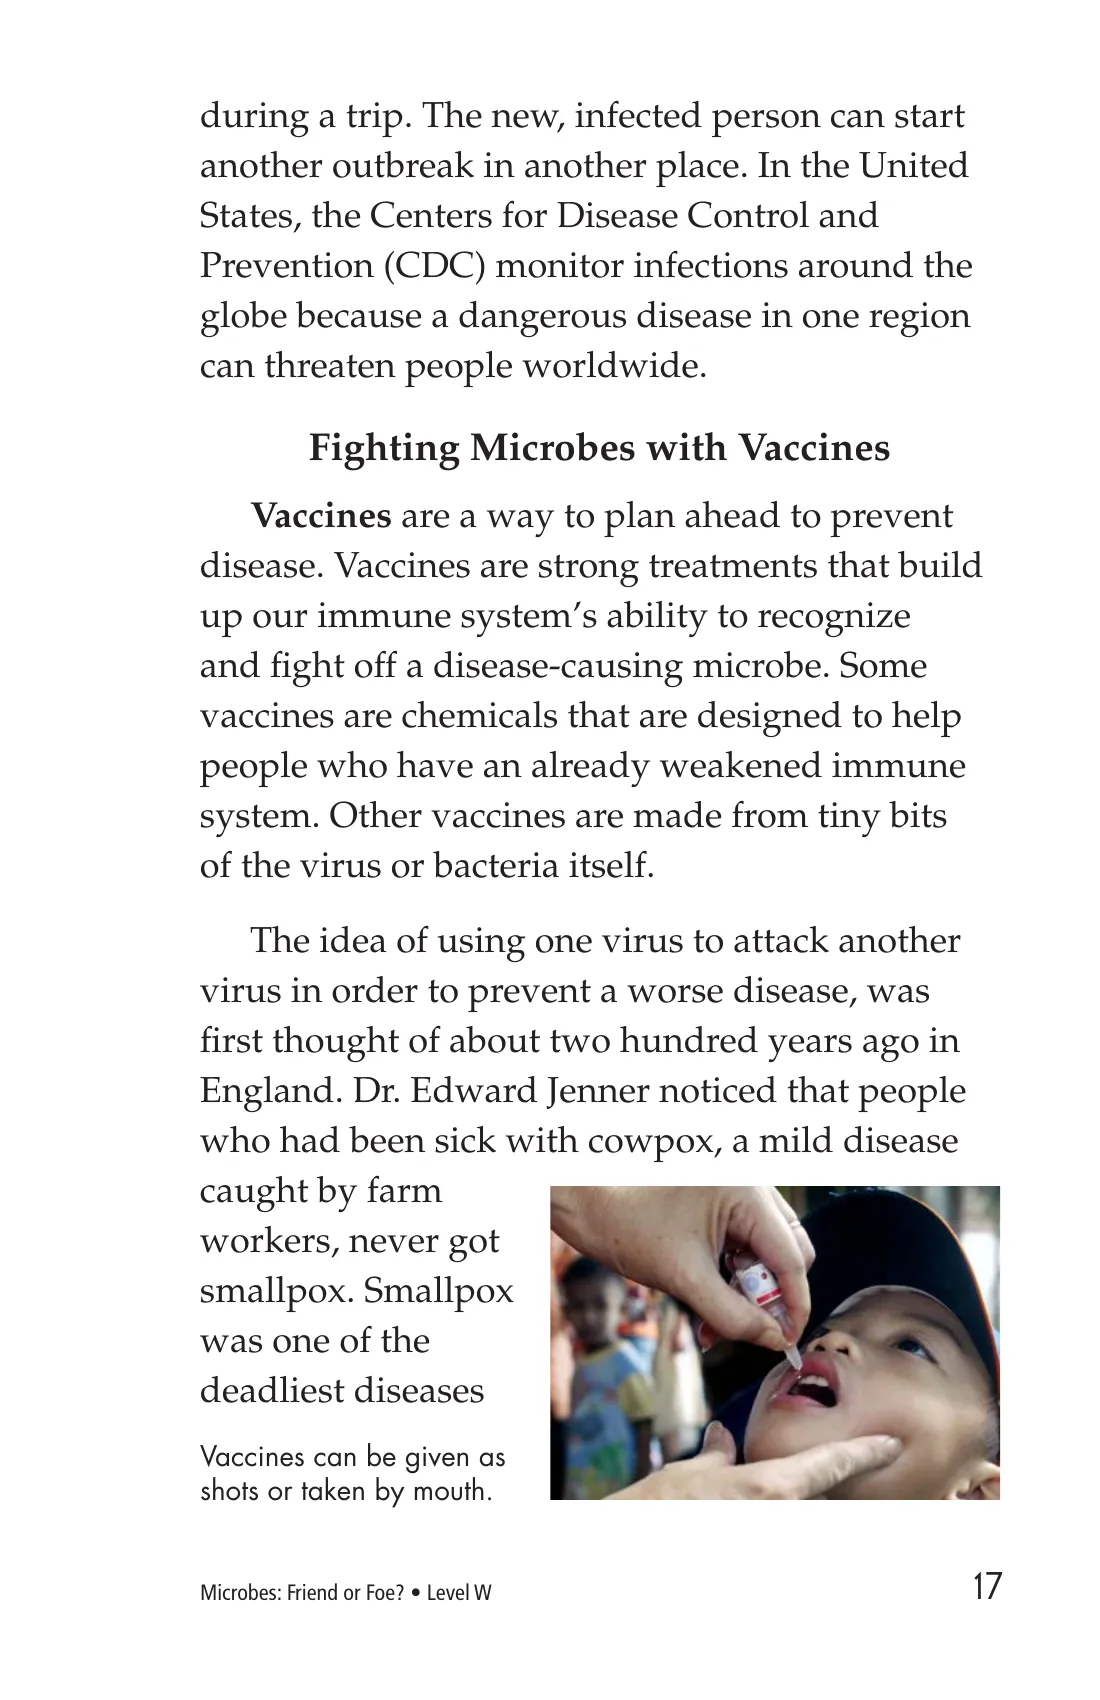 during a trip. The new, infected person can start
another outbreak in another place. In the United
States, the Centers for Disease Control and
Prevention (CDC) monitor infections around the
globe because a dangerous disease in one region
can threaten people worldwide.
Fighting Microbes with Vaccines
Vaccines are a way to plan ahead to prevent
disease. Vaccines are strong treatments that build
up our immune system’s ability to recognize
and fight off a disease-causing microbe. Some
vaccines are chemicals that are designed to help
people who have an already weakened immune
system. Other vaccines are made from tiny bits
of the virus or bacteria itself.
The idea of using one virus to attack another
virus in order to prevent a worse disease, was
first thought of about two hundred years ago in
England. Dr. Edward Jenner noticed that people
who had been sick with cowpox, a mild disease
caught by farm
workers, never got
smallpox. Smallpox
was one of the
deadliest diseases
Vaccines can be given as
shots or taken by mouth.
Microbes: Friend or Foe? • Level W
17